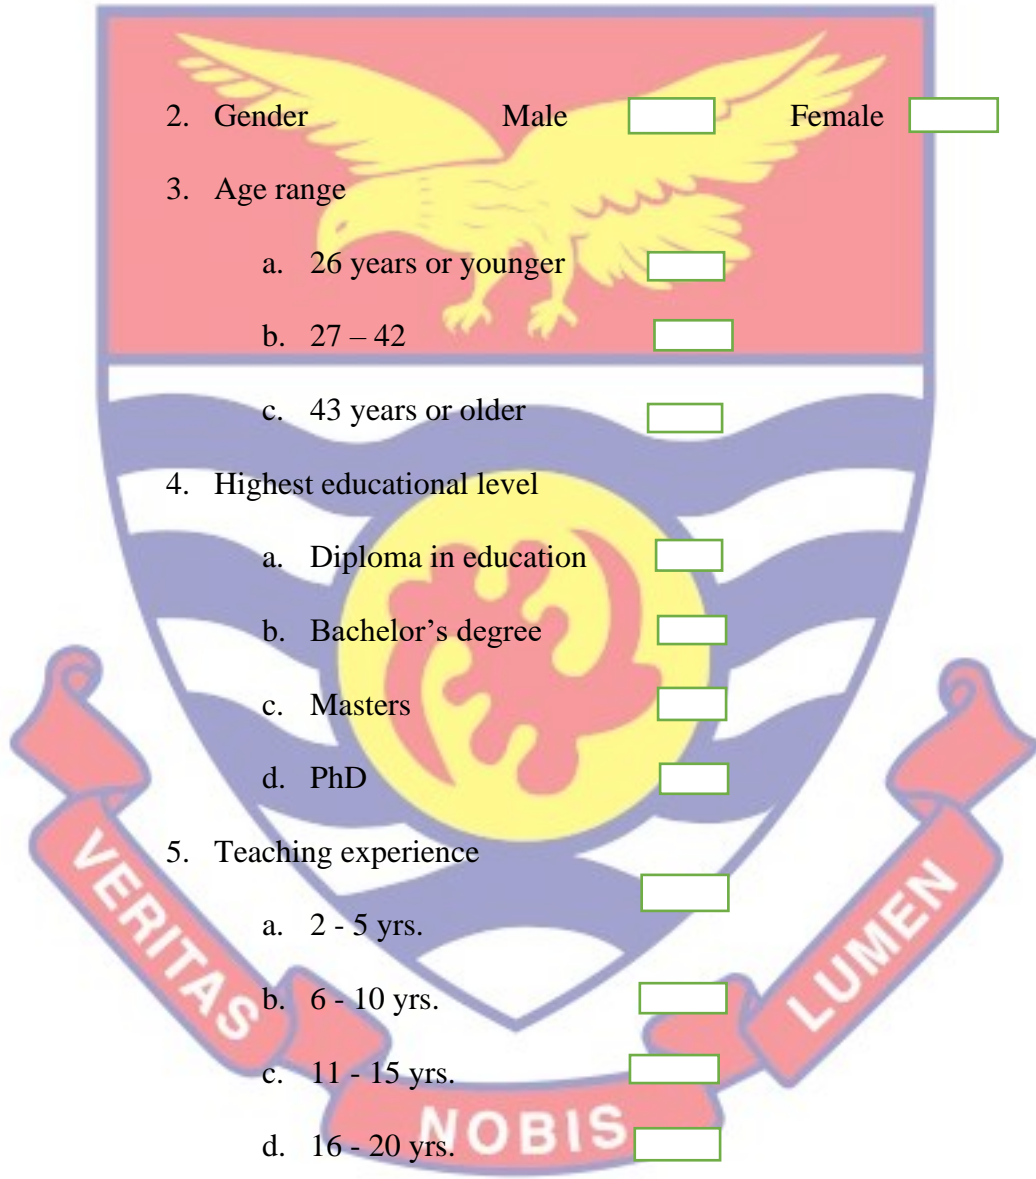 2. Gender Male Female
3. Age range
a. 26 years or younger
b. 27 – 42
c. 43 years or older
4. Highest educational level
a. Diploma in education
b. Bachelor’s degree
c. Masters
d. PhD
5. Teaching experience
a. 2 - 5 yrs.
b. 6 - 10 yrs.
c. 11 - 15 yrs.
d. 16 - 20 yrs.
VERITAS NOBIS LUMEN